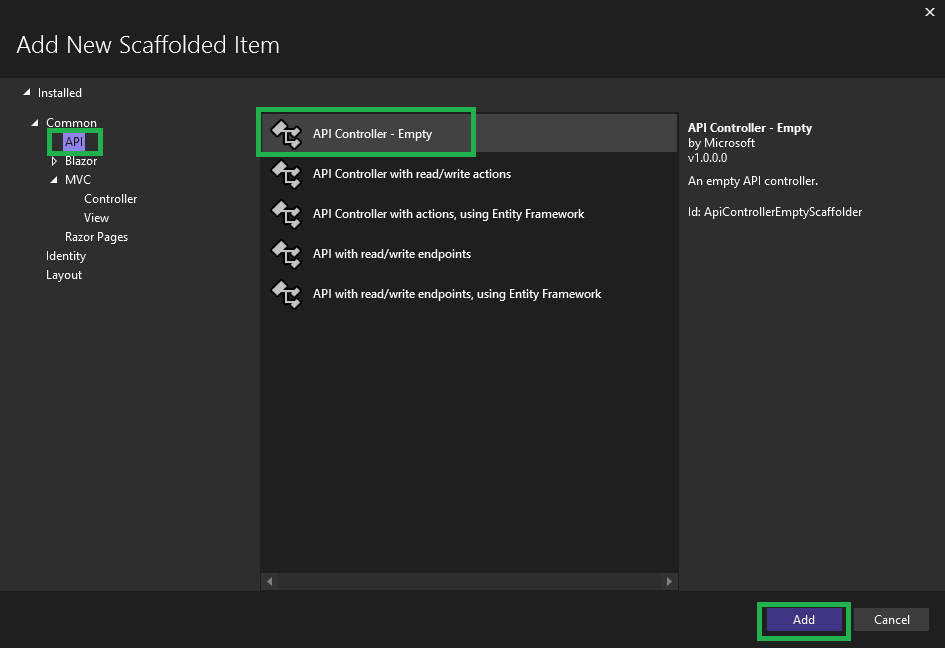 Add New Scaffolded Item
Installed
Common
API
Blazor
MVC
Controller
View
Razor Pages
Identity
Layout
API Controller - Empty
API Controller with read/write actions
API Controller with actions, using Entity Framework
API with read/write endpoints
API with read/write endpoints, using Entity Framework
API Controller - Empty
by Microsoft
v1.0.0.0
An empty API controller.
Id: ApiControllerEmptyScaffolder
Add
Cancel